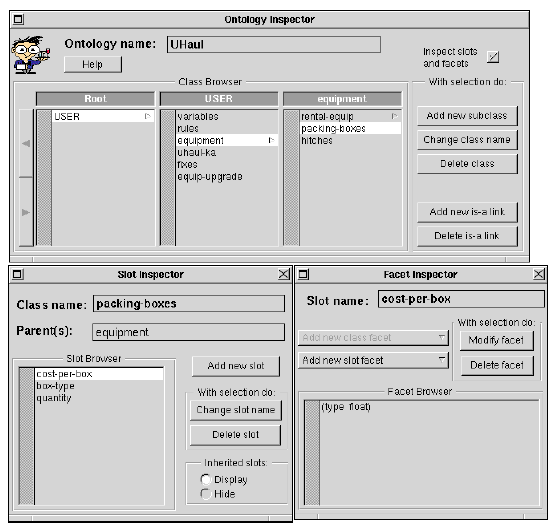 Ontology Inspector
Ontology name:
UHaul
Help
Inspect slots
and facets
Class Browser
With selection do:
Root
USER
equipment
USER
variables
rules
equipment
uhaul-ka
fixes
equip-upgrade
rental-equip
packing-boxes
hitches
Add new subclass
Change class name
Delete class
Add new is-a link
Delete is-a link
Slot Inspector
Class name:
packing-boxes
Parent(s):
equipment
Slot Browser
cost-per-box
box-type
quantity
Add new slot
With selection do:
Change slot name
Delete slot
Inherited slots:
Display
Hide
Facet Inspector
Slot name:
cost-per-box
Add new class facet
Add new slot facet
With selection do:
Modify facet
Delete facet
Facet Browser
(type float)